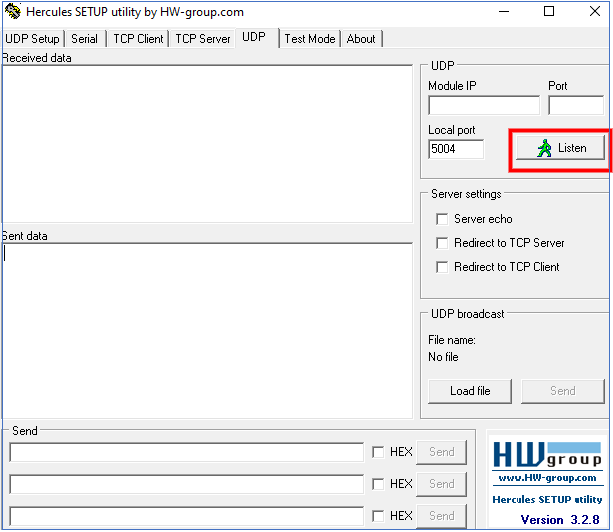 Hercules SETUP utility by HW-group.com
UDP Setup Serial TCP Client TCP Server UDP Test Mode About
Received data
UDP
Module IP Port
Local port
5004 Listen
Server settings
Server echo
Redirect to TCP Server
Redirect to TCP Client
Sent data
UDP broadcast
File name:
No file
Load file Send
Send
HEX Send
HEX Send
HEX Send
HW group
www.HW-group.com
Hercules SETUP utility
Version 3.2.8